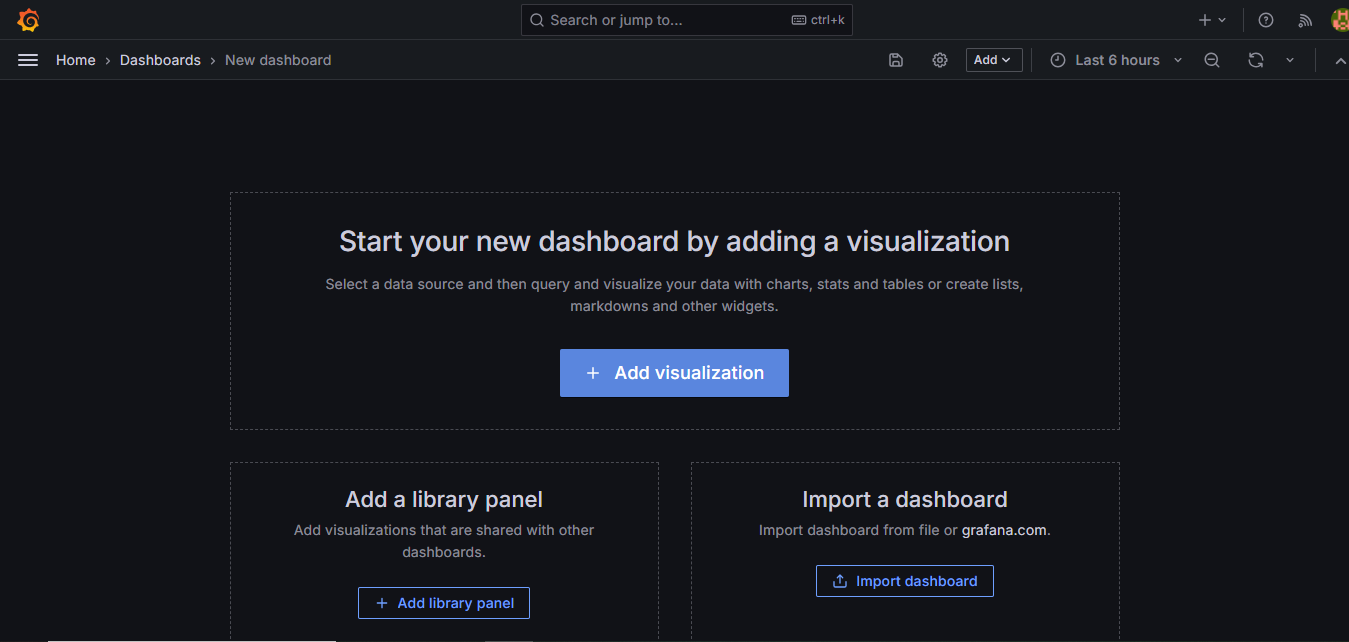 Search or jump to... ctrl+k
Home › Dashboards › New dashboard
Add
Last 6 hours
Start your new dashboard by adding a visualization
Select a data source and then query and visualize your data with charts, stats and tables or create lists,
markdowns and other widgets.
+ Add visualization
Add a library panel
Add visualizations that are shared with other
dashboards.
+ Add library panel
Import a dashboard
Import dashboard from file or grafana.com.
Import dashboard